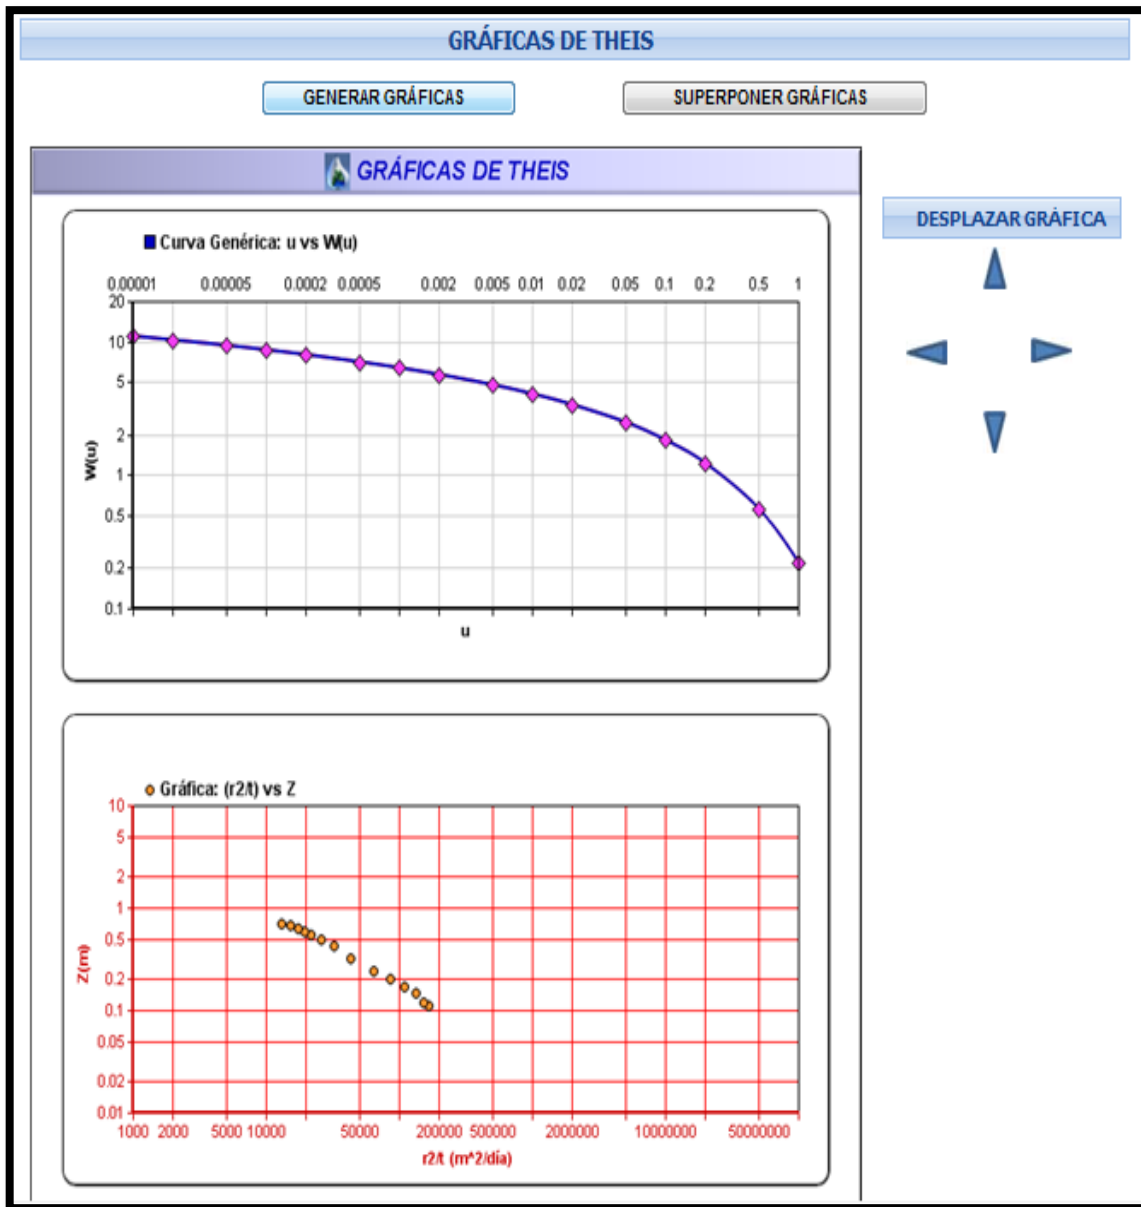 GRÁFICAS DE THEIS
GENERAR GRÁFICAS
SUPERPONER GRÁFICAS
GRÁFICAS DE THEIS
DESPLAZAR GRÁFICA
Curva Genérica: u vs W(u)
0.00001 0.00005 0.0002 0.0005 0.002 0.005 0.01 0.02 0.05 0.1 0.2 0.5 1
20
10
5
2
1
0.5
0.2
0.1
W(u)
u
Gráfica: (r2/t) vs Z
10
5
2
1
0.5
0.2
0.1
0.05
0.02
0.01
Z(m)
1000 2000 5000 10000 50000 200000 500000 2000000 10000000 50000000
r2/t (m^2/día)